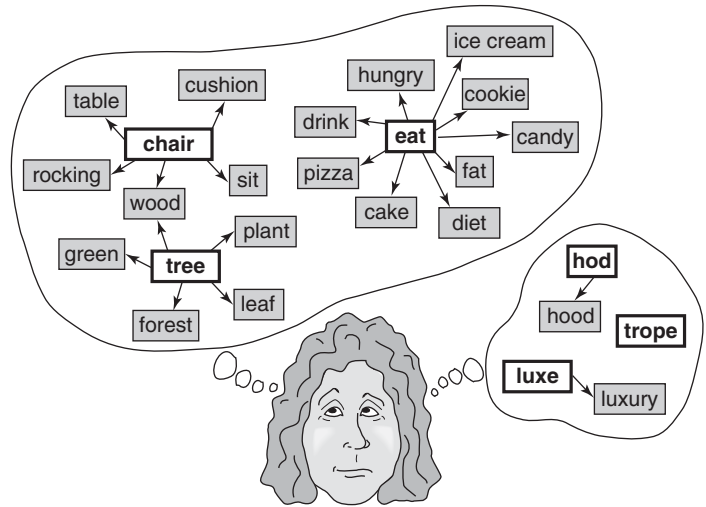 ice cream
hungry
cushion
table
cookie
drink
eat
candy
chair
rocking
sit
pizza
fat
wood
cake
diet
plant
green
tree
hod
leaf
forest
hood
trope
luxe
luxury